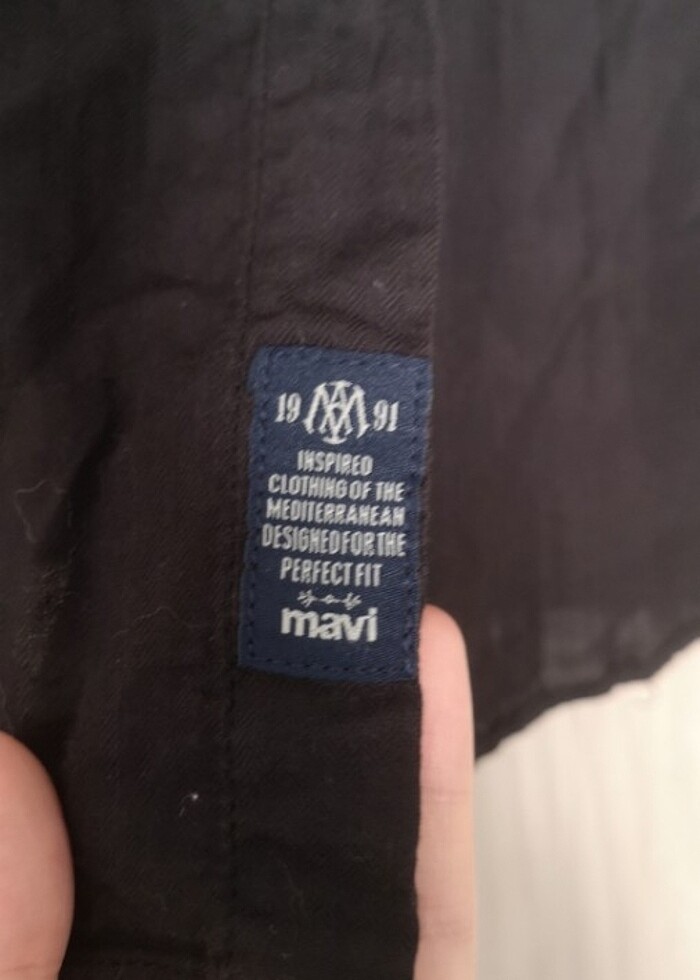 19 91
INSPIRED
CLOTHING OF THE
MEDITERRANEAN
DESIGNED FOR THE
PERFECT FIT
mavi